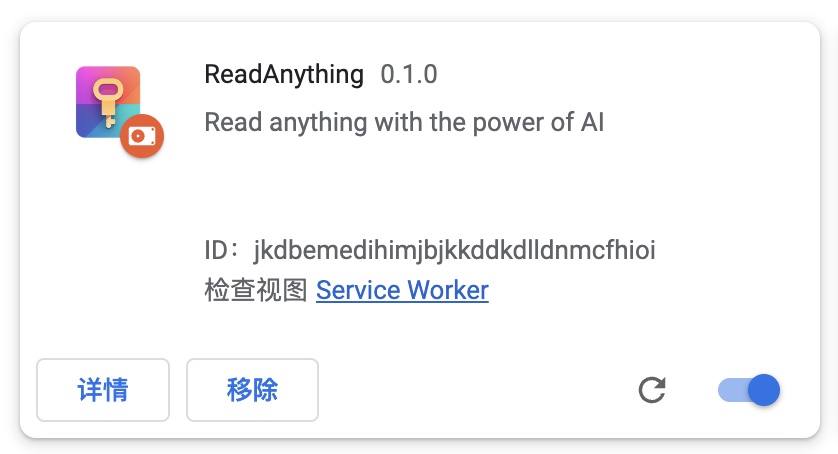 ReadAnything 0.1.0
Read anything with the power of AI
ID：jkdbemedihimjbjkkddkdlldnmcfhioi
检查视图 Service Worker
详情 移除